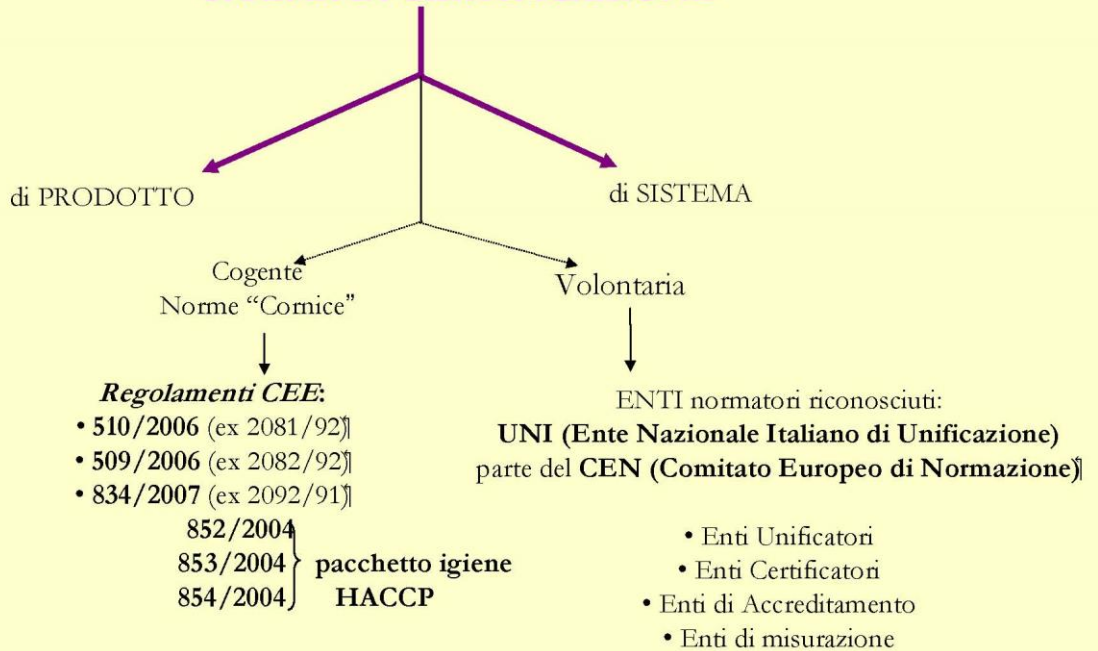 di PRODOTTO
di SISTEMA
Cogente
Norme “Cornice”
Volontaria
Regolamenti CEE:
• 510/2006 (ex 2081/92)
• 509/2006 (ex 2082/92)
• 834/2007 (ex 2092/91)
852/2004
853/2004
854/2004
pacchetto igiene
HACCP
ENTI normatori riconosciuti:
UNI (Ente Nazionale Italiano di Unificazione)
parte del CEN (Comitato Europeo di Normazione)
• Enti Unificatori
• Enti Certificatori
• Enti di Accreditamento
• Enti di misurazione